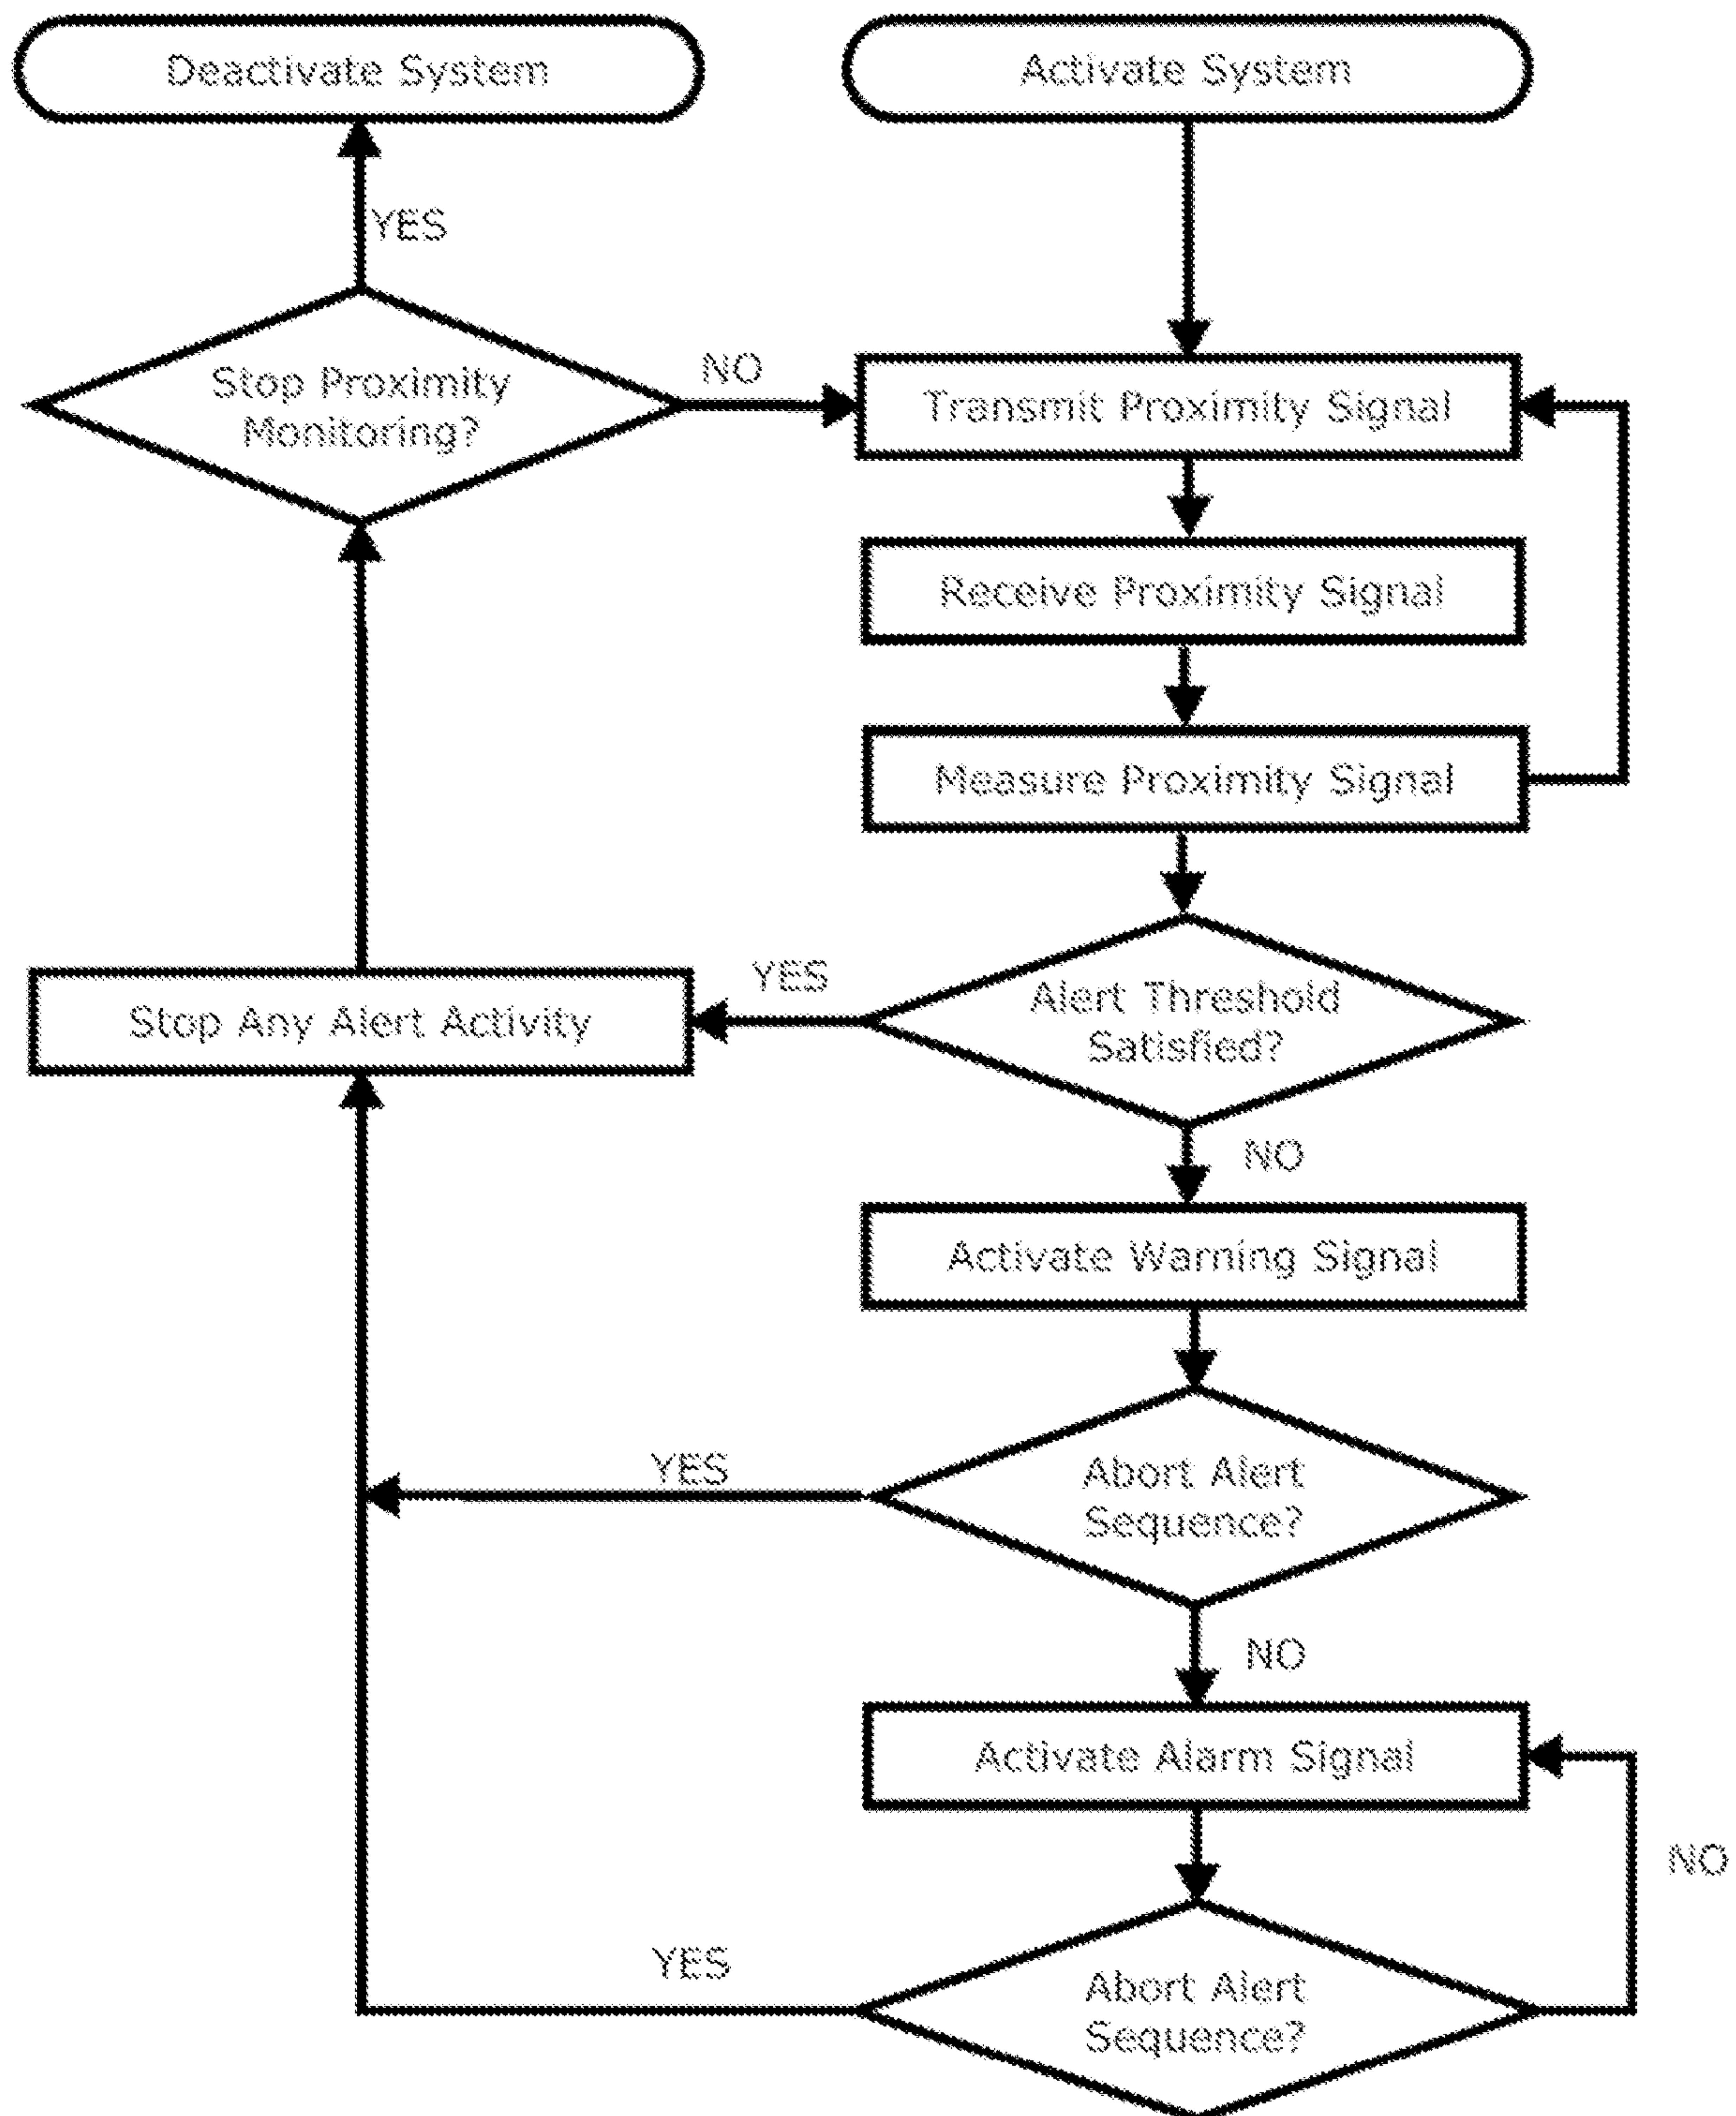 Deactivate System
Activate System
YES
Stop Proximity
Monitoring?
NO
Transmit Proximity Signal
Receive Proximity Signal
Measure Proximity Signal
Alert Threshold
Satisfied?
YES
Stop Any Alert Activity
NO
Activate Warning Signal
Abort Alert
Sequence?
YES
NO
Activate Alarm Signal
NO
Abort Alert
Sequence?
YES